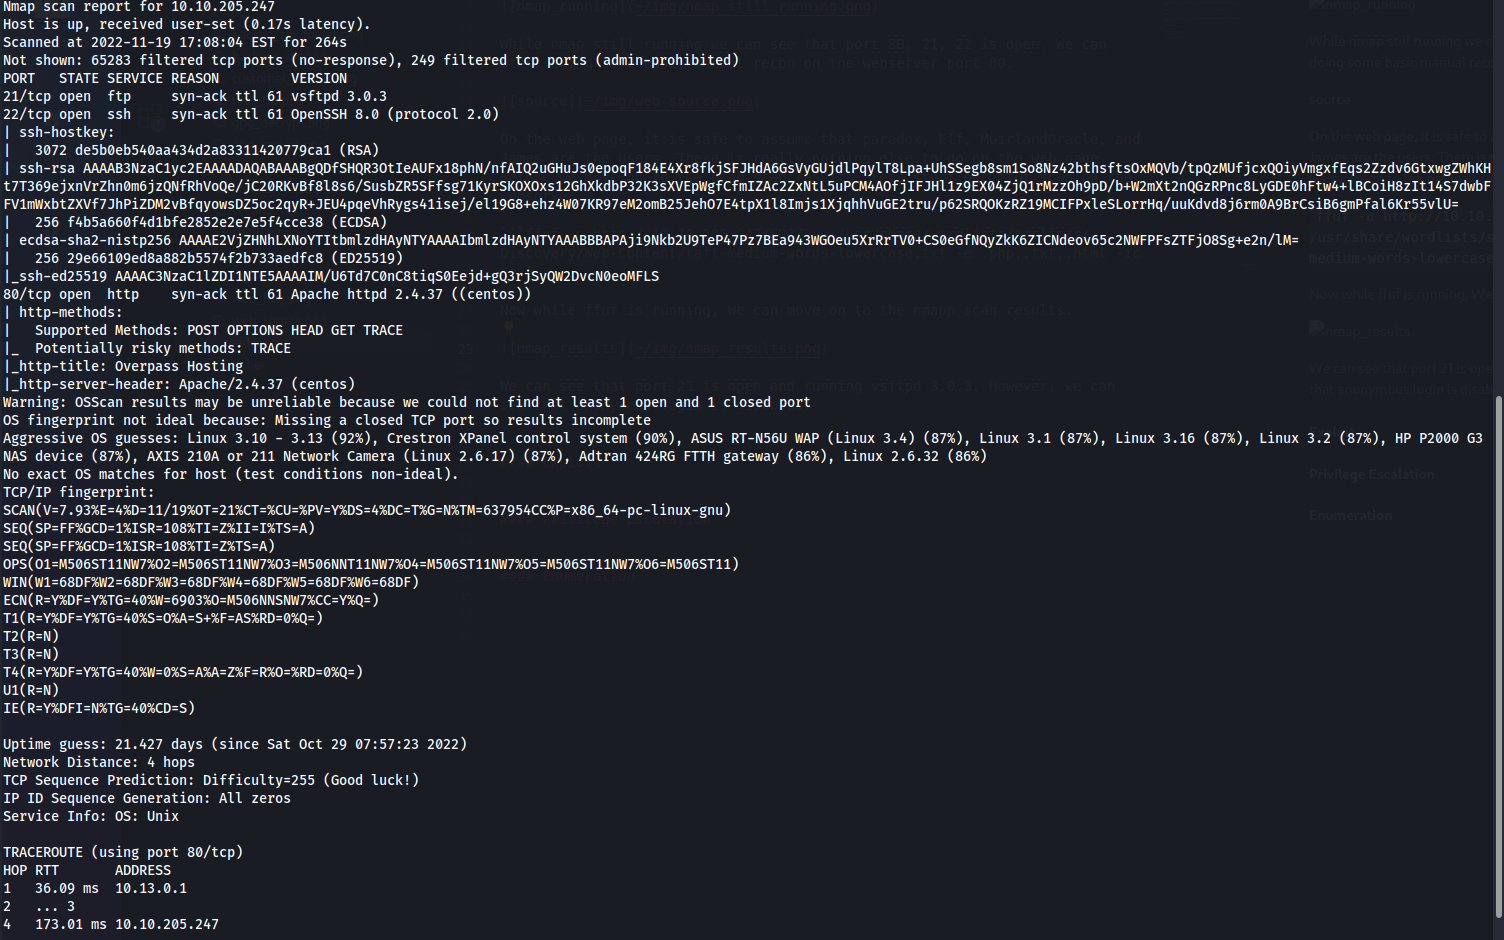 Nmap scan report for 10.10.205.247
Host is up, received user-set (0.17s latency).
Scanned at 2022-11-19 17:08:04 EST for 264s
Not shown: 65283 filtered tcp ports (no-response), 249 filtered tcp ports (admin-prohibited)
PORT   STATE SERVICE REASON         VERSION
21/tcp open  ftp     syn-ack ttl 61 vsftpd 3.0.3
22/tcp open  ssh     syn-ack ttl 61 OpenSSH 8.0 (protocol 2.0)
| ssh-hostkey:
|   3072 de5b0eb540aa434d2a83311420779ca1 (RSA)
| ssh-rsa AAAAB3NzaC1yc2EAAAADAQABAAABgQDfSHQR3OtIeAUFx18phN/nfAIQ2uGHuJs0epoqF184E4Xr8fkjSFJHdA6GsVyGUjdlPqylT8Lpa+UhSSegb8sm1So8Nz42bthsftsOxMQVb/tpQzMUfjcxQOiyVmgxfEqs2Zzdv6GtxwgZWhKH
t7T369ejxnVrZhn0m6jzQNfRhVoQe/jC20RKvBf8l8s6/SusbZR5SFfsg71KyrSKOXOxs12GhXkdbP32K3sXVEpWgfCfmIZAc2ZxNtL5uPCM4AOfjIFJHl1z9EX04ZjQ1rMzzOh9pD/b+W2mXt2nQGzRPnc8LyGDE0hFtw4+lBCoiH8zIt14S7dwbF
FV1mWxbtZXVf7JhPiZDM2vBfqyowsDZ5oc2qyR+JEU4pqeVhRygs41isej/el19G8+ehz4W07KR97eM2omB25JehO7E4tpX1l8Imjs1XjqhhVuGE2tru/p62SRQOKzRZ19MCIFPxleSLorrHq/uuKdvd8j6rm0A9BrCsiB6gmPfal6Kr55vlU=
|   256 f4b5a660f4d1bfe2852e2e7e5f4cce38 (ECDSA)
| ecdsa-sha2-nistp256 AAAAE2VjZHNhLXNoYTItbmlzdHAyNTYAAAAIbmlzdHAyNTYAAABBBAPAji9Nkb2U9TeP47Pz7BEa943WGOeu5XrRrTV0+CS0eGfNQyZkK6ZICNdeov65c2NWFPFsZTFjO8Sg+e2n/lM=
|   256 29e66109ed8a882b5574f2b733aedfc8 (ED25519)
|_ssh-ed25519 AAAAC3NzaC1lZDI1NTE5AAAAIM/U6Td7C0nC8tiqS0Eejd+gQ3rjSyQW2DvcN0eoMFLS
80/tcp open  http    syn-ack ttl 61 Apache httpd 2.4.37 ((centos))
| http-methods:
|   Supported Methods: POST OPTIONS HEAD GET TRACE
|_  Potentially risky methods: TRACE
|_http-title: Overpass Hosting
|_http-server-header: Apache/2.4.37 (centos)
Warning: OSScan results may be unreliable because we could not find at least 1 open and 1 closed port
OS fingerprint not ideal because: Missing a closed TCP port so results incomplete
Aggressive OS guesses: Linux 3.10 - 3.13 (92%), Crestron XPanel control system (90%), ASUS RT-N56U WAP (Linux 3.4) (87%), Linux 3.1 (87%), Linux 3.16 (87%), Linux 3.2 (87%), HP P2000 G3
NAS device (87%), AXIS 210A or 211 Network Camera (Linux 2.6.17) (87%), Adtran 424RG FTTH gateway (86%), Linux 2.6.32 (86%)
No exact OS matches for host (test conditions non-ideal).
TCP/IP fingerprint:
SCAN(V=7.93%E=4%D=11/19%OT=21%CT=%CU=%PV=Y%DS=4%DC=T%G=N%TM=637954CC%P=x86_64-pc-linux-gnu)
SEQ(SP=FF%GCD=1%ISR=108%TI=Z%II=I%TS=A)
SEQ(SP=FF%GCD=1%ISR=108%TI=Z%TS=A)
OPS(O1=M506ST11NW7%O2=M506ST11NW7%O3=M506NNT11NW7%O4=M506ST11NW7%O5=M506ST11NW7%O6=M506ST11)
WIN(W1=68DF%W2=68DF%W3=68DF%W4=68DF%W5=68DF%W6=68DF)
ECN(R=Y%DF=Y%TG=40%W=6903%O=M506NNSNW7%CC=Y%Q=)
T1(R=Y%DF=Y%TG=40%S=O%A=S+%F=AS%RD=0%Q=)
T2(R=N)
T3(R=N)
T4(R=Y%DF=Y%TG=40%W=0%S=A%A=Z%F=R%O=%RD=0%Q=)
U1(R=N)
IE(R=Y%DFI=N%TG=40%CD=S)
Uptime guess: 21.427 days (since Sat Oct 29 07:57:23 2022)
Network Distance: 4 hops
TCP Sequence Prediction: Difficulty=255 (Good luck!)
IP ID Sequence Generation: All zeros
Service Info: OS: Unix
TRACEROUTE (using port 80/tcp)
HOP RTT       ADDRESS
1   36.09 ms  10.13.0.1
2   ... 3
4   173.01 ms 10.10.205.247
Privilege Escalation
Enumeration